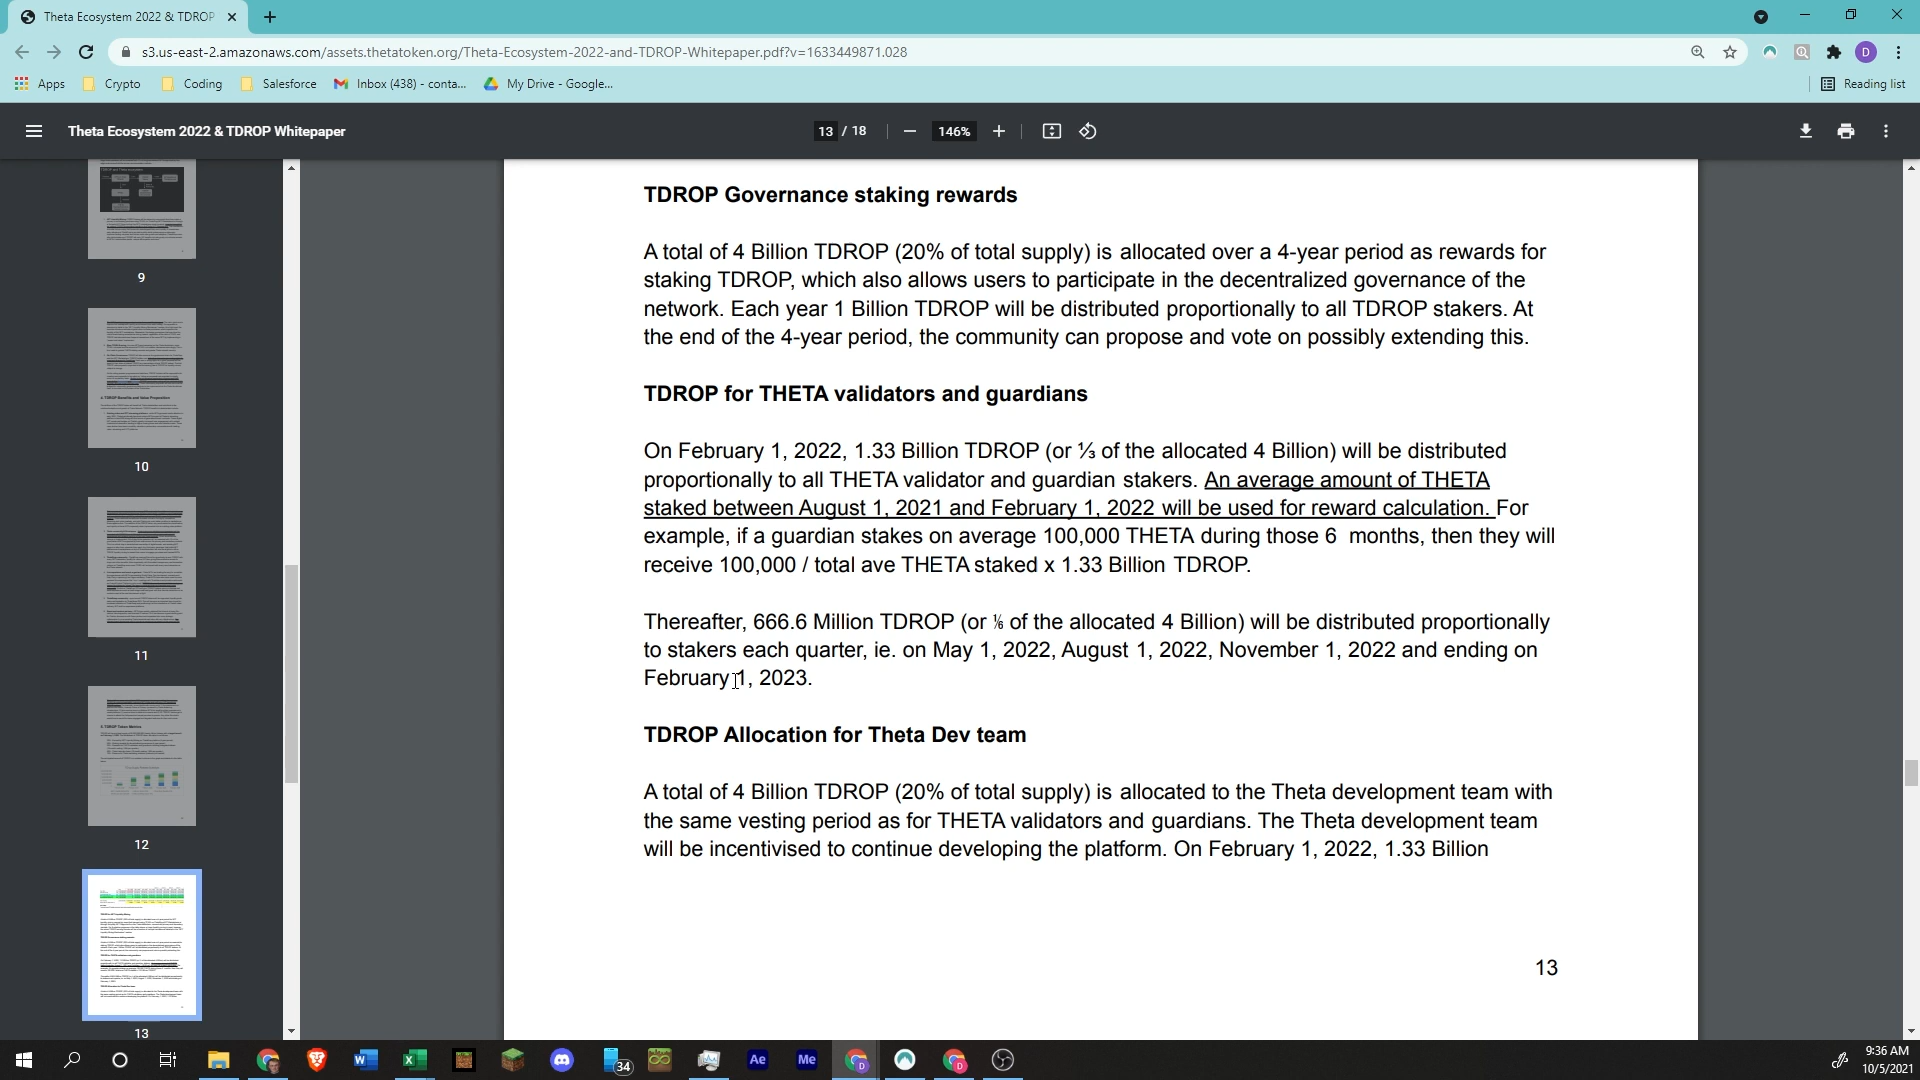 Theta Ecosystem 2022 & TDROP
s3.us-east-2.amazonaws.com/assets.thetatoken.org/Theta-Ecosystem-2022-and-TDROP-Whitepaper.pdf?v=1633449871.028
D
Apps Crypto Coding Salesforce Inbox (438) - conta... My Drive - Google... Reading list
Theta Ecosystem 2022 & TDROP Whitepaper 13 / 18 146%
9
10
11
12
13
TDROP Governance staking rewards
A total of 4 Billion TDROP (20% of total supply) is allocated over a 4-year period as rewards for
staking TDROP, which also allows users to participate in the decentralized governance of the
network. Each year 1 Billion TDROP will be distributed proportionally to all TDROP stakers. At
the end of the 4-year period, the community can propose and vote on possibly extending this.
TDROP for THETA validators and guardians
On February 1, 2022, 1.33 Billion TDROP (or ⅓ of the allocated 4 Billion) will be distributed
proportionally to all THETA validator and guardian stakers. An average amount of THETA
staked between August 1, 2021 and February 1, 2022 will be used for reward calculation. For
example, if a guardian stakes on average 100,000 THETA during those 6 months, then they will
receive 100,000 / total ave THETA staked x 1.33 Billion TDROP.
Thereafter, 666.6 Million TDROP (or ⅙ of the allocated 4 Billion) will be distributed proportionally
to stakers each quarter, ie. on May 1, 2022, August 1, 2022, November 1, 2022 and ending on
February 1, 2023.
TDROP Allocation for Theta Dev team
A total of 4 Billion TDROP (20% of total supply) is allocated to the Theta development team with
the same vesting period as for THETA validators and guardians. The Theta development team
will be incentivised to continue developing the platform. On February 1, 2022, 1.33 Billion
13
W X 34 Ae Me D D
9:36 AM
10/5/2021